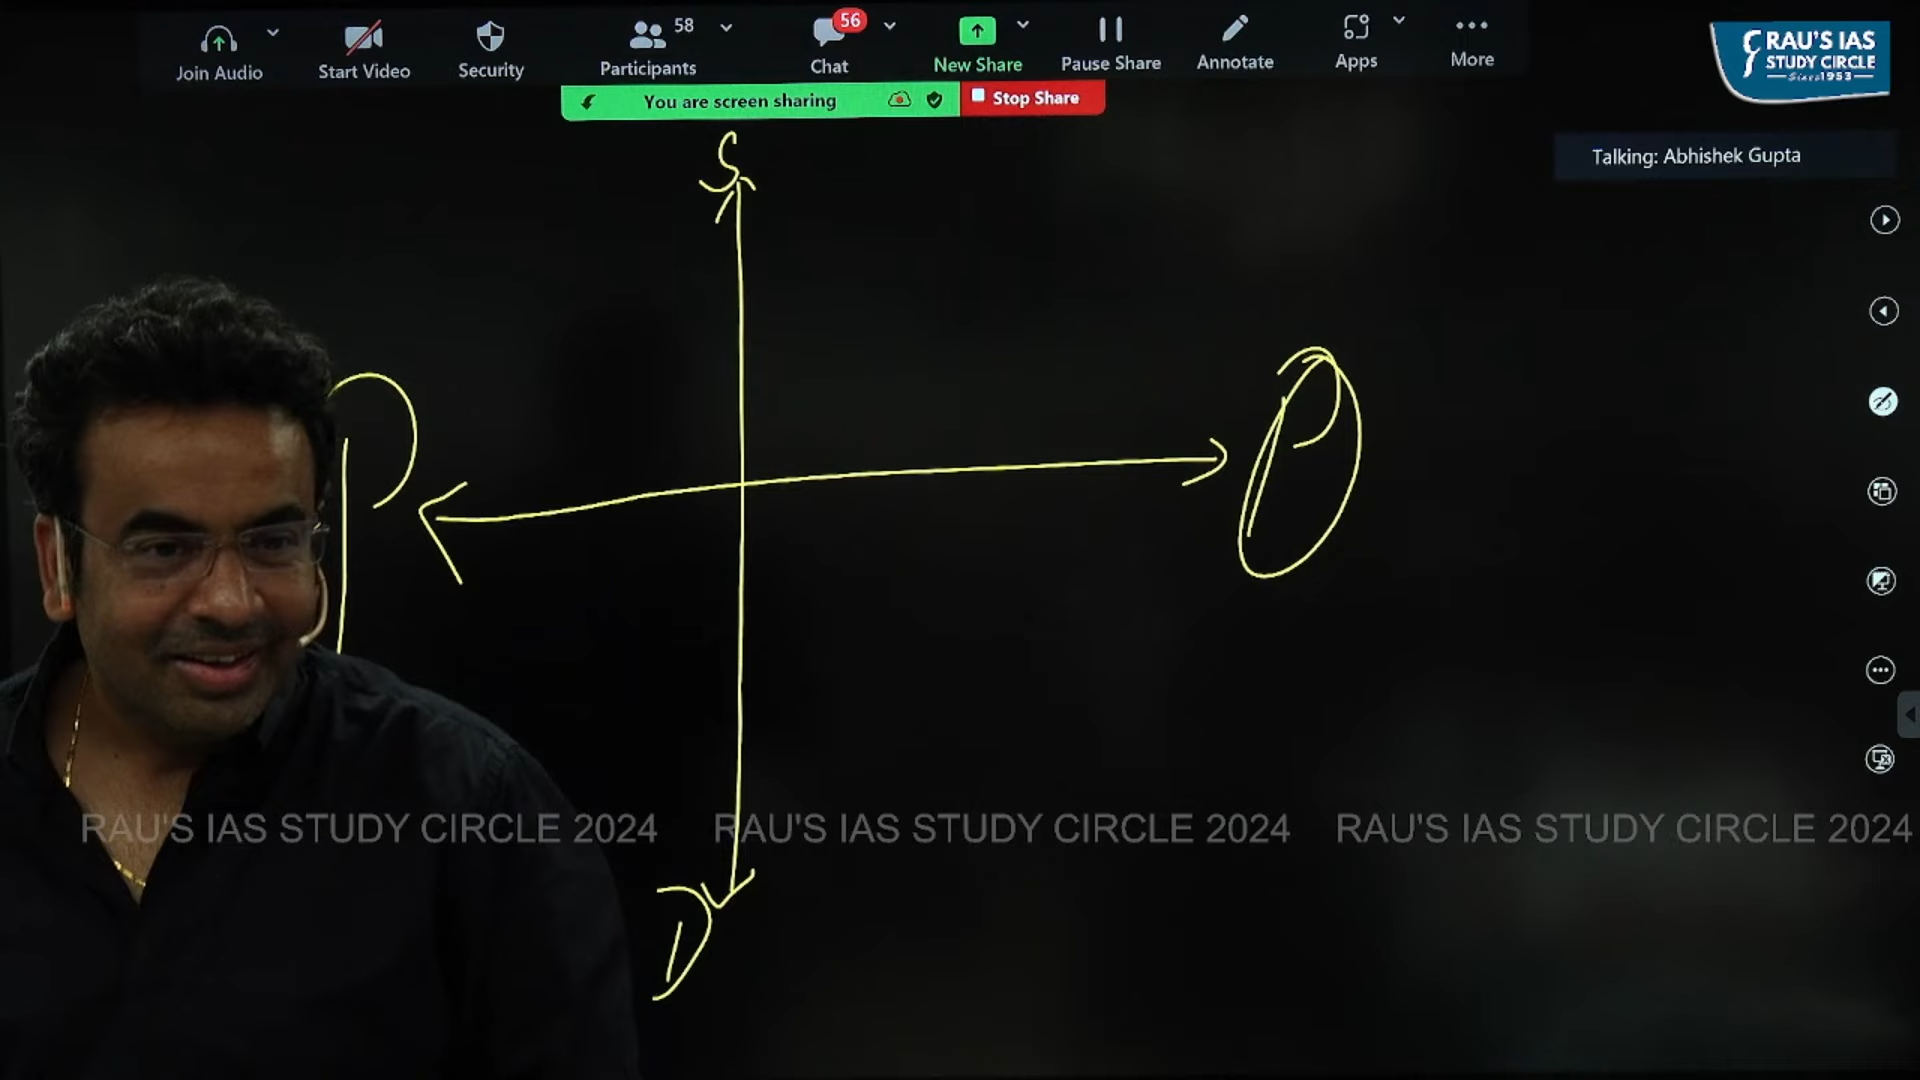 Join Audio
Start Video
Security
Participants
58
Chat
56
New Share
Pause Share
Annotate
Apps
More
RAU'S IAS
STUDY CIRCLE
Since 1953
You are screen sharing
Stop Share
Talking: Abhishek Gupta
S
P
P
RAU'S IAS STUDY CIRCLE 2024 RAU'S IAS STUDY CIRCLE 2024 RAU'S IAS STUDY CIRCLE 2024
D